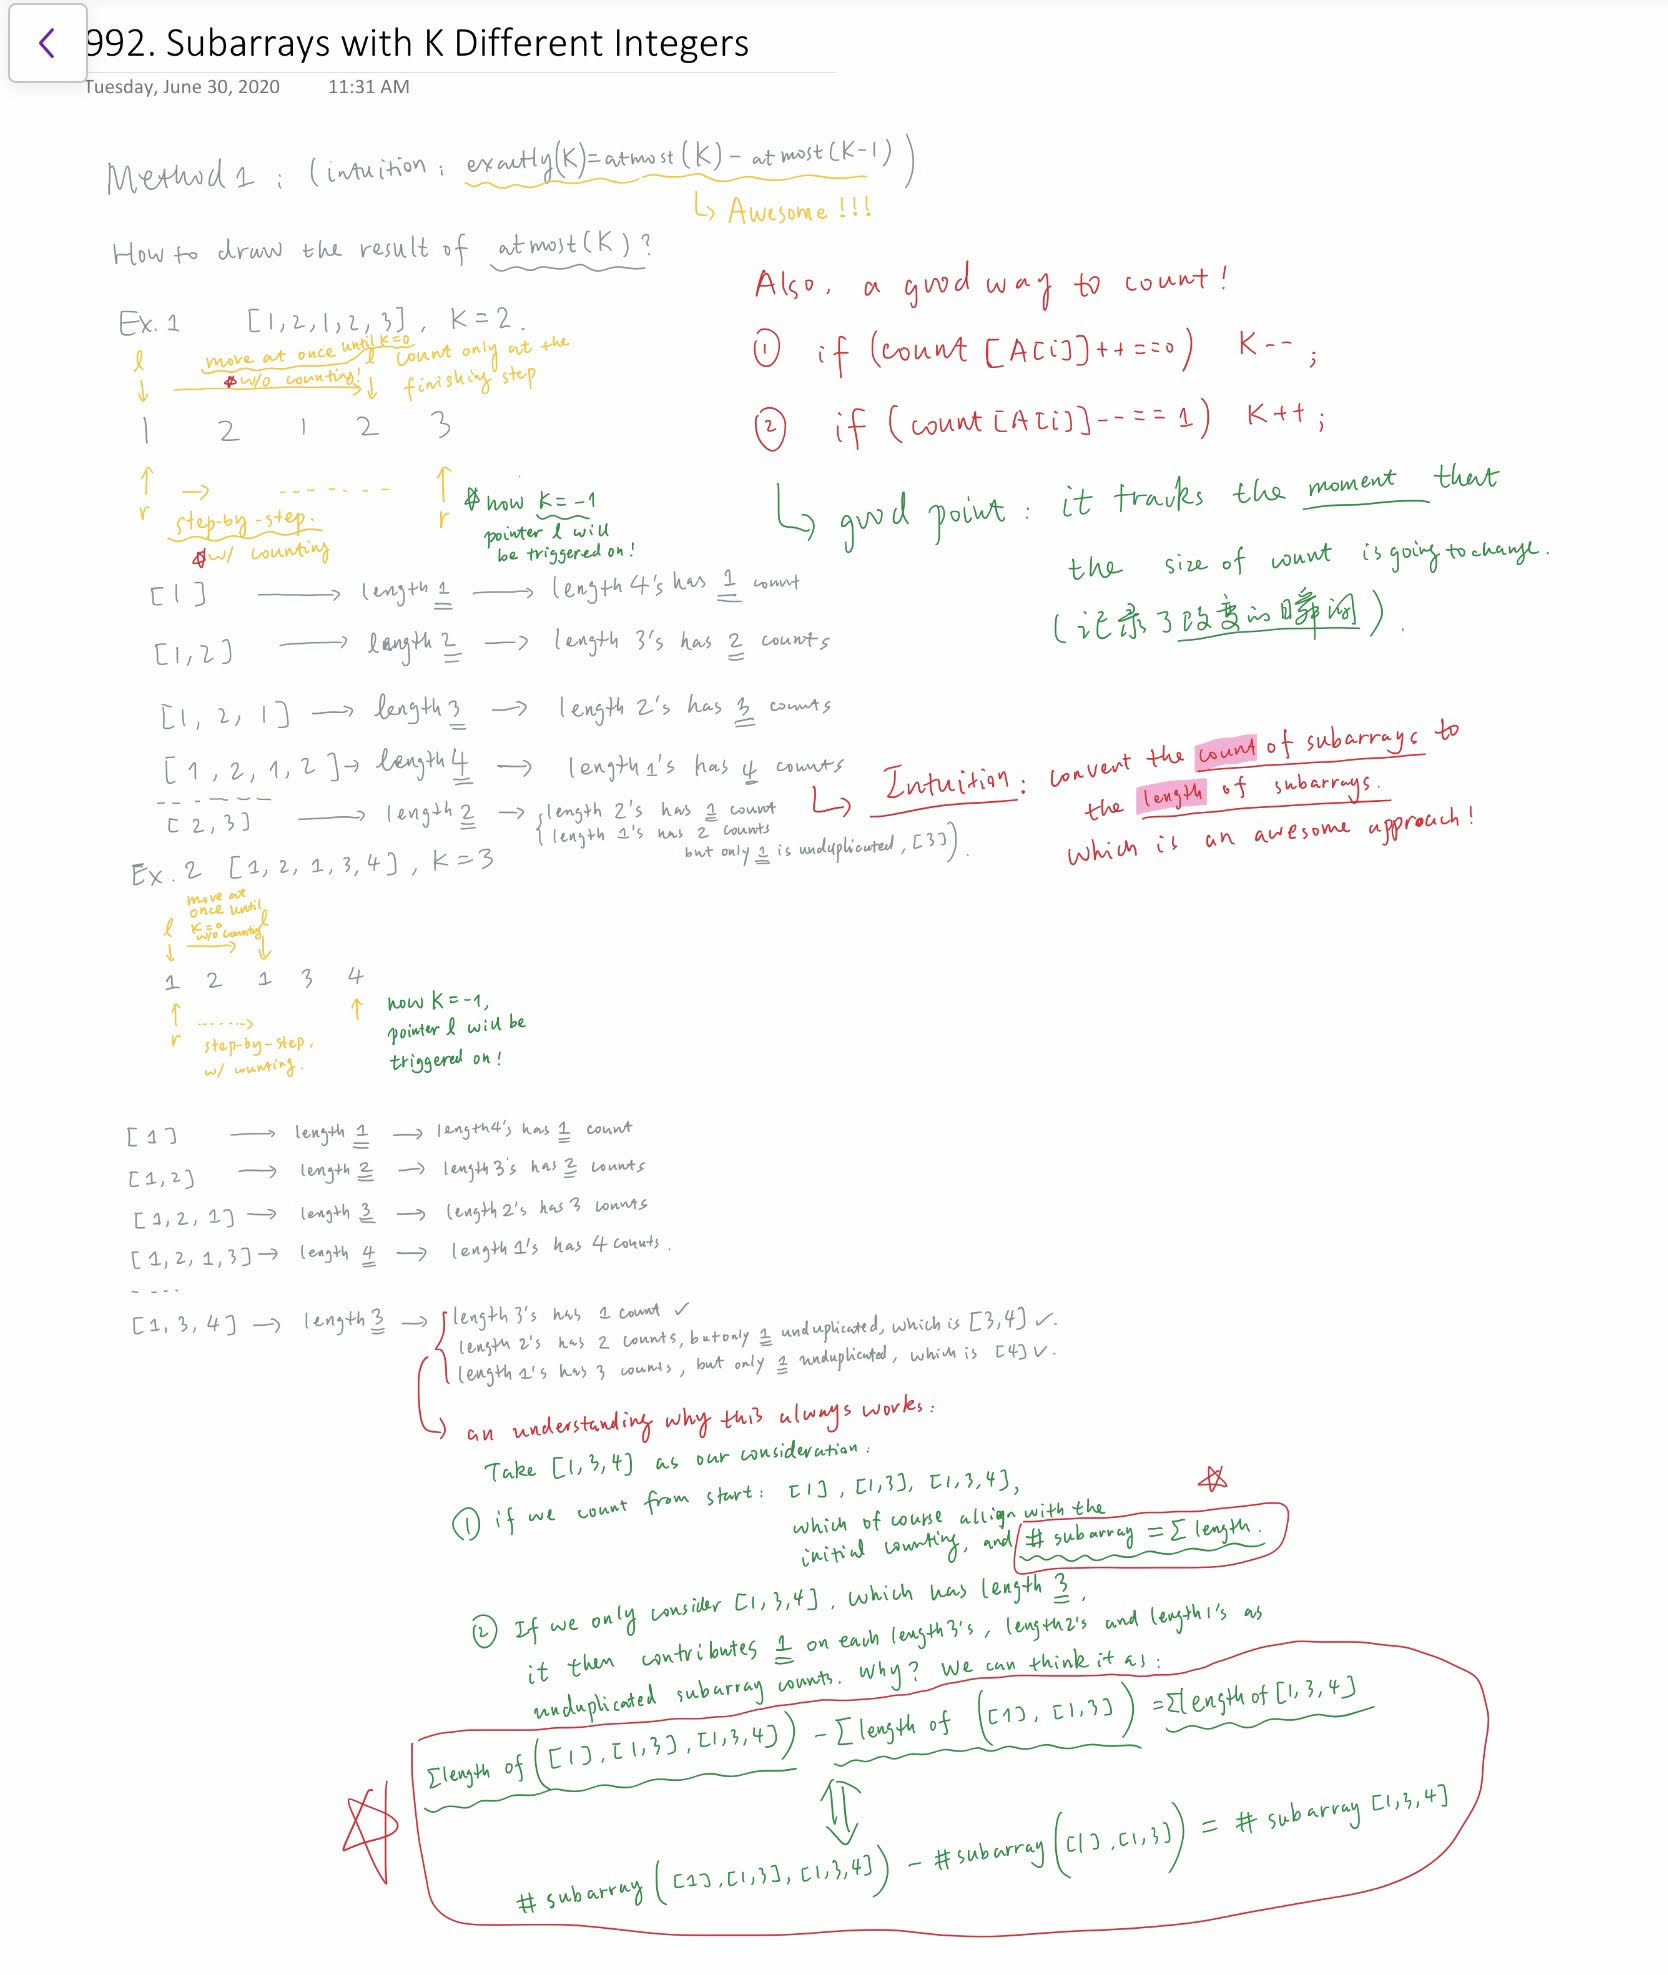 992. Subarrays with K Different Integers
Tuesday, June 30, 2020 11:31 AM
Method 1 : (intuition : exactly(K)=atmost(K) - atmost(K-1))
↳ Awesome !!!
How to draw the result of atmost(K) ?
Also, a good way to count !
① if (count [A[i]]++==0) K-- ;
② if (count [A[i]]--== 1) K++ ;
↳ good point : it tracks the moment that
the size of count is going to change.
(记录了改变的瞬间).
Ex. 1 [1,2,1,2,3], K=2.
l move at once until K=0 l count only at the
w/o counting! finishing step
↓ ↓
1 2 1 2 3
↑ → ------- ↑
r step-by-step. r
w/ counting
now K=-1
pointer l will
be triggered on!
[1] → length 1 → length 4's has 1 count
[1,2] → length 2 → length 3's has 2 counts
[1, 2, 1] → length 3 → length 2's has 3 counts
[1, 2, 1, 2] → length 4 → length 1's has 4 counts
------
[2,3] → length 2 → { length 2's has 1 count
length 1's has 2 counts
but only 1 is unduplicated, [3]).
↳ Intuition : convert the count of subarrays to
the length of subarrays.
which is an awesome approach !
Ex. 2 [1, 2, 1, 3, 4], K=3
move at
once until
l K=0 l
w/o counting
↓ → ↓
1 2 1 3 4
↑ ------> ↑
r step-by-step,
w/ counting.
now K=-1,
pointer l will be
triggered on!
[1] → length 1 → length 4's has 1 count
[1,2] → length 2 → length 3's has 2 counts
[1, 2, 1] → length 3 → length 2's has 3 counts
[1, 2, 1, 3] → length 4 → length 1's has 4 counts.
----
[1, 3, 4] → length 3 → { length 3's has 1 count ✓
length 2's has 2 counts, but only 1 unduplicated, which is [3,4] ✓.
length 1's has 3 counts, but only 1 unduplicated, which is [4] ✓.
↳ an understanding why this always works :
Take [1,3,4] as our consideration :
① if we count from start : [1], [1,3], [1,3,4],
which of course allign with the
initial counting, and # subarray = Σ length.
② If we only consider [1,3,4], which has length 3,
it then contributes 1 on each length3's, length2's and length1's as
unduplicated subarray counts. Why? We can think it as :
Σlength of ([1], [1,3], [1,3,4]) - Σlength of ([1], [1,3]) = Σlength of [1,3,4]
⇕
# subarray ([1], [1,3], [1,3,4]) - # subarray ([1], [1,3]) = # subarray [1,3,4]